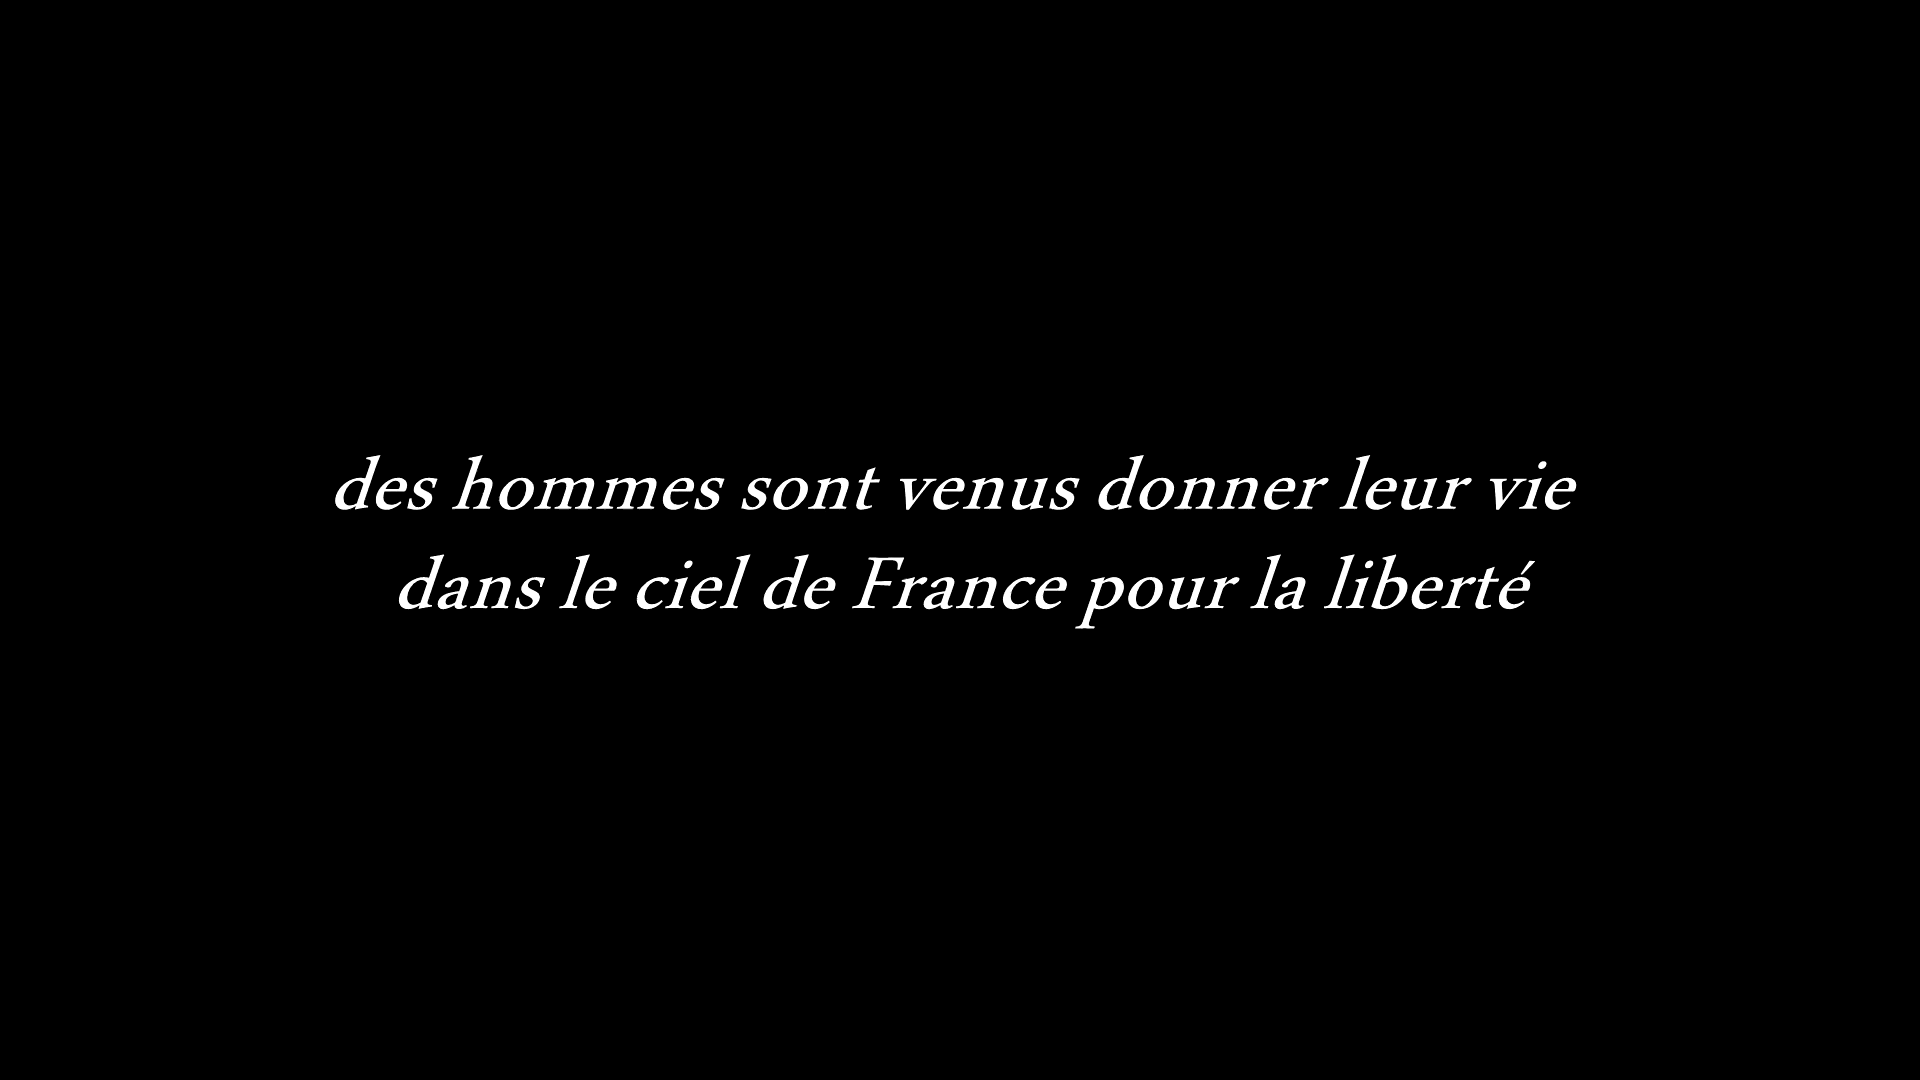 des hommes sont venus donner leur vie
dans le ciel de France pour la liberté